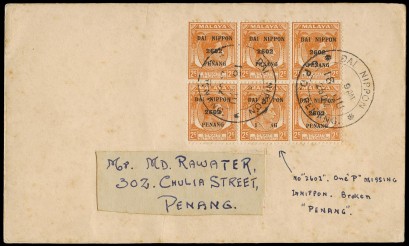 MALAYA MALAYA MALAYA
DAI NIPPON DAI NIPPON DAI NIPPON
2602 2602 2602
PENANG PENANG PENANG
DAI NIPPON DAI NIPPON
2602 2602
PENANG PENANG
DAI NIPPON
Mr. MD. RAWATER,
302. CHULIA STREET,
PENANG.
No "2602". One "P" missing
in NIPPON. Broken
"PENANG".